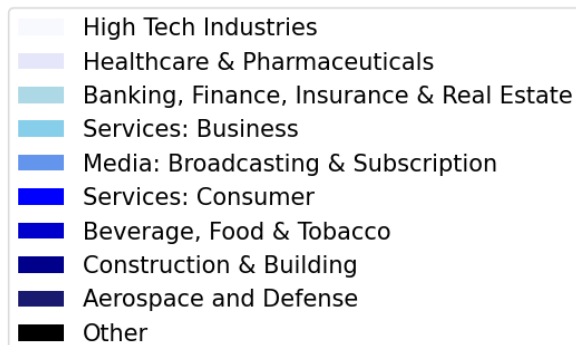 High Tech Industries
Healthcare & Pharmaceuticals
Banking, Finance, Insurance & Real Estate
Services: Business
Media: Broadcasting & Subscription
Services: Consumer
Beverage, Food & Tobacco
Construction & Building
Aerospace and Defense
Other